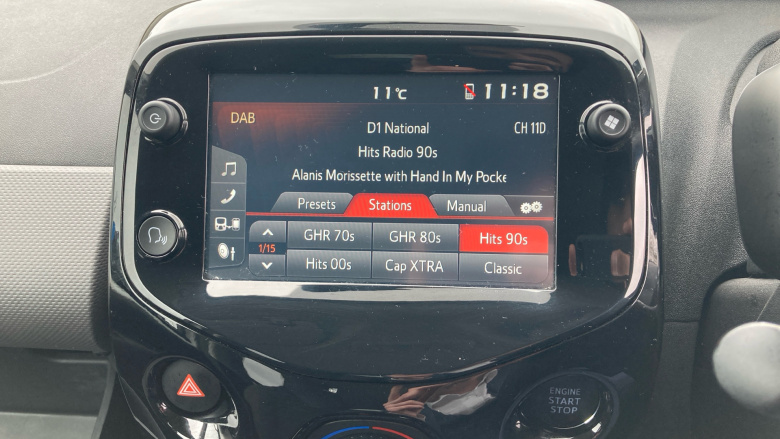 11°C 11:18
DAB
D1 National CH 11D
Hits Radio 90s
Alanis Morissette with Hand In My Pocke
Presets Stations Manual
GHR 70s GHR 80s Hits 90s
1/15
Hits 00s Cap XTRA Classic
ENGINE
START
STOP